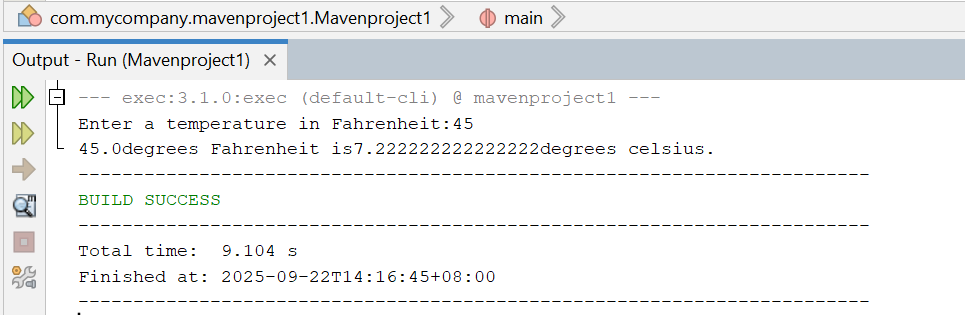 com.mycompany.mavenproject1.Mavenproject1 main
Output - Run (Mavenproject1)
--- exec:3.1.0:exec (default-cli) @ mavenproject1 ---
Enter a temperature in Fahrenheit:45
45.0degrees Fahrenheit is7.222222222222222degrees celsius.
------------------------------------------------------------------------
BUILD SUCCESS
------------------------------------------------------------------------
Total time:  9.104 s
Finished at: 2025-09-22T14:16:45+08:00
------------------------------------------------------------------------